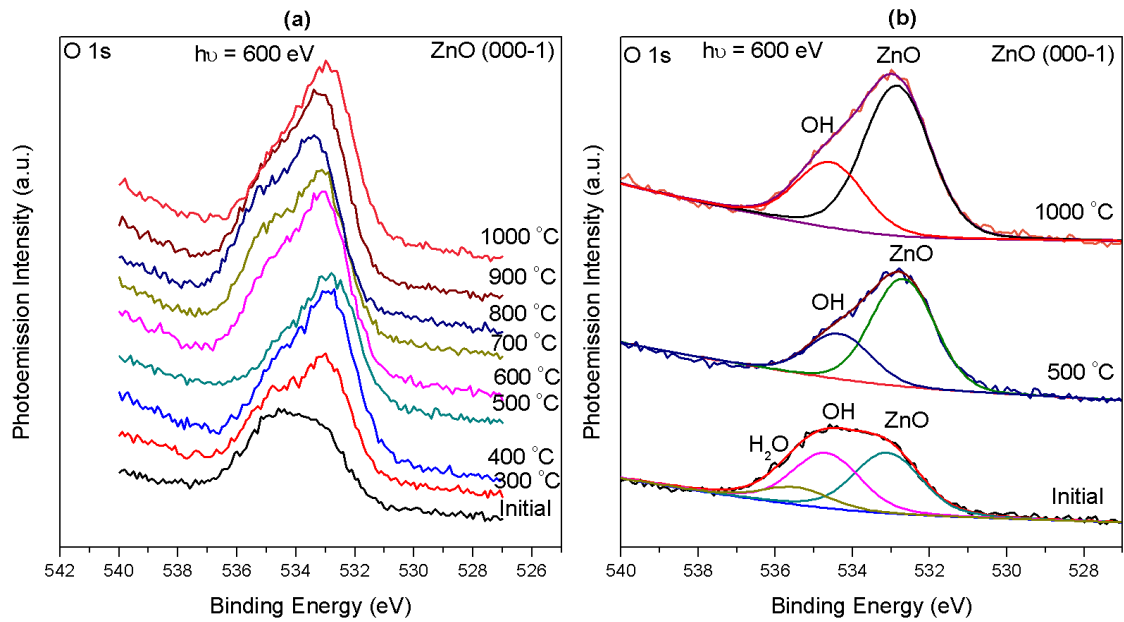 (a)
O 1s
hυ = 600 eV
ZnO (000-1)
1000 °C
900 °C
800 °C
700 °C
600 °C
500 °C
400 °C
300 °C
Initial
Photoemission Intensity (a.u.)
542 540 538 536 534 532 530 528 526
Binding Energy (eV)
(b)
O 1s
hυ = 600 eV
ZnO
ZnO (000-1)
OH
1000 °C
ZnO
OH
500 °C
OH
ZnO
H₂O
Initial
Photoemission Intensity (a.u.)
540 538 536 534 532 530 528
Binding Energy (eV)